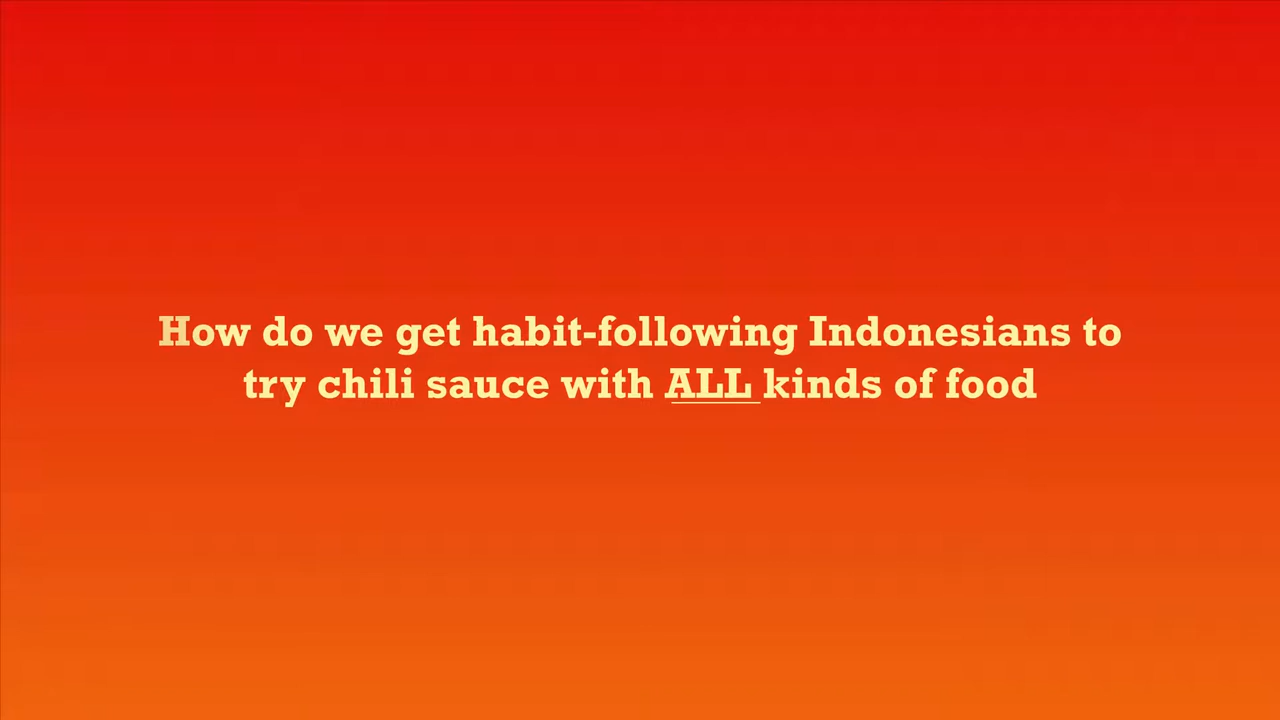 How do we get habit-following Indonesians to
try chili sauce with ALL kinds of food